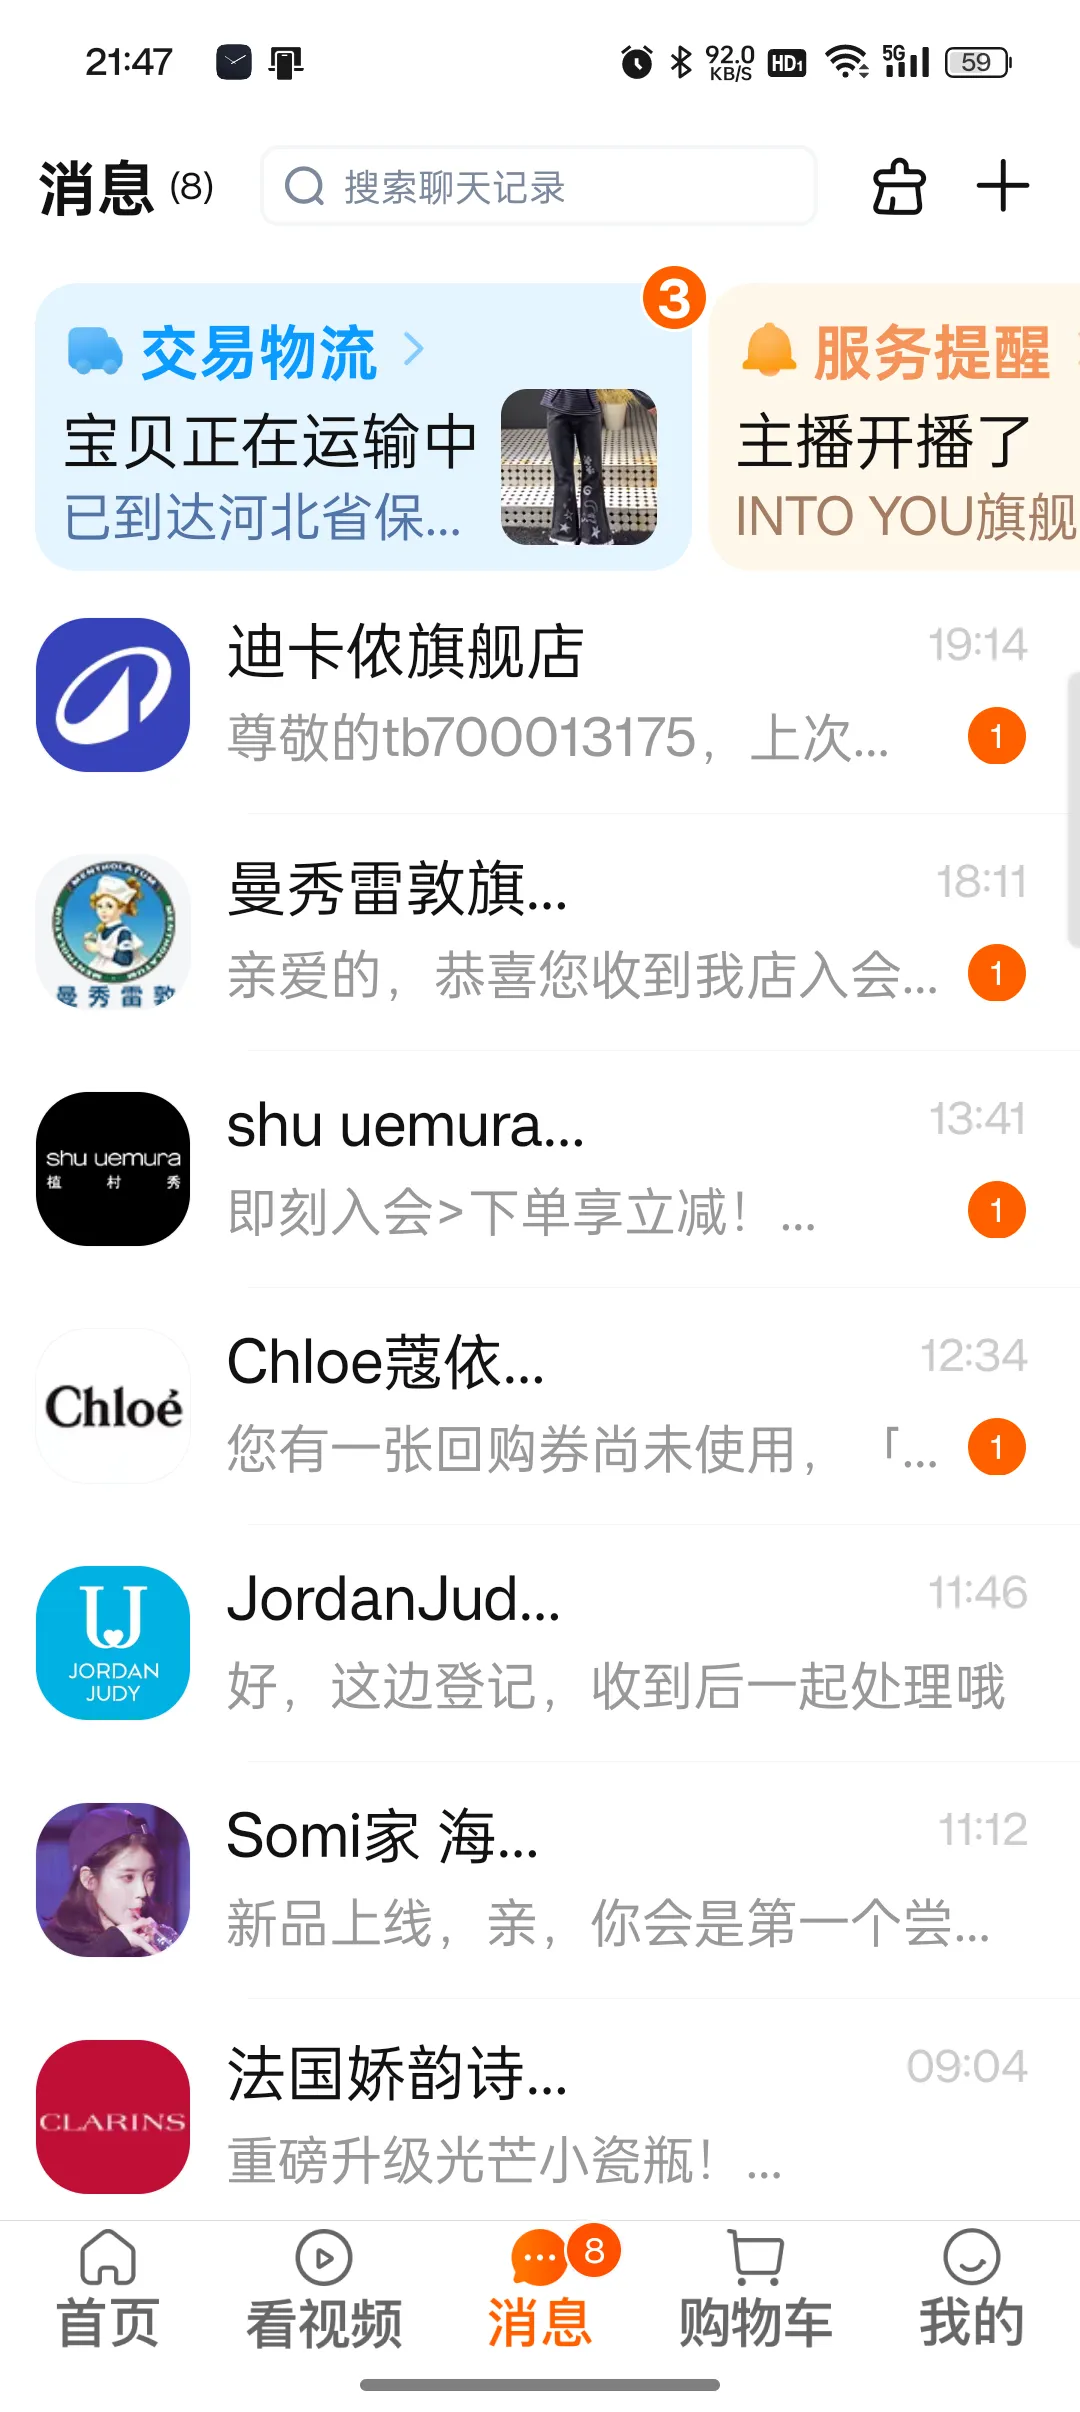 21:47
92.0
KB/S
HD1
5G
59
消息 (8)
搜索聊天记录
3
交易物流
宝贝正在运输中
已到达河北省保...
服务提醒
主播开播了
INTO YOU旗舰
迪卡侬旗舰店
19:14
尊敬的tb700013175，上次...
1
MENTHOLATUM
MENTHOLATUM
MENTHOLATUM
曼秀雷敦
曼秀雷敦旗...
18:11
亲爱的，恭喜您收到我店入会...
1
shu uemura
植村秀
shu uemura...
13:41
即刻入会>下单享立减！...
1
Chloé
Chloe蔻依...
12:34
您有一张回购券尚未使用，「...
1
JORDAN
JUDY
JordanJud...
11:46
好，这边登记，收到后一起处理哦
Somi家 海...
11:12
新品上线，亲，你会是第一个尝...
CLARINS
法国娇韵诗...
09:04
重磅升级光芒小瓷瓶！...
8
首页
看视频
消息
购物车
我的